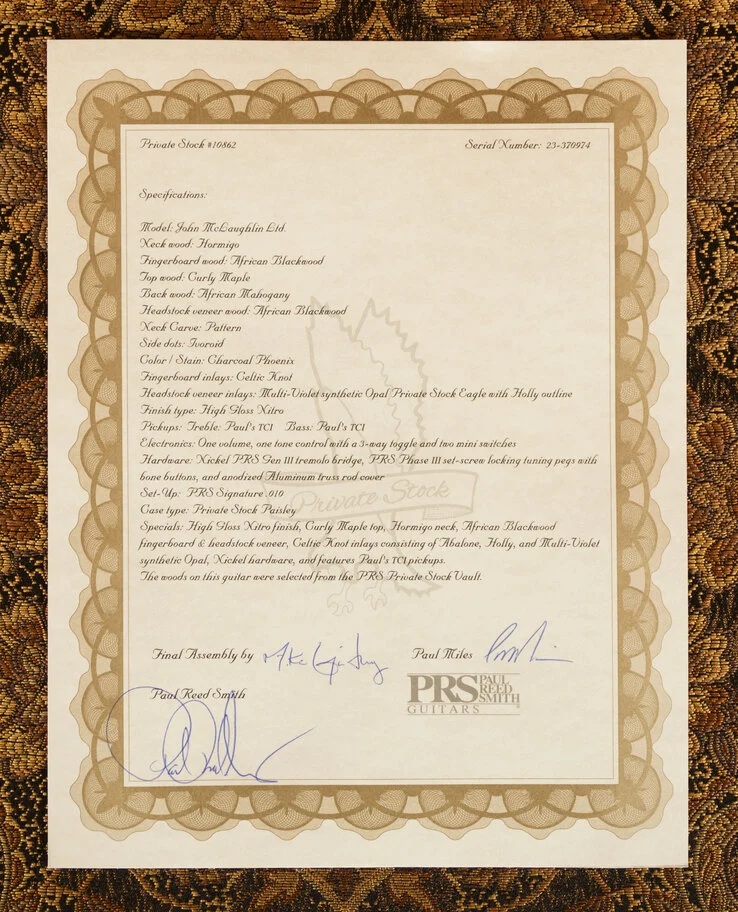 Private Stock #10862
Serial Number: 23-370974
Specifications:
Model: John McLaughlin Ltd.
Neck wood: Hormigo
Fingerboard wood: African Blackwood
Top wood: Curly Maple
Back wood: African Mahogany
Headstock veneer wood: African Blackwood
Neck Carve: Pattern
Side dots: Ivoroid
Color / Stain: Charcoal Phoenix
Fingerboard inlays: Celtic Knot
Headstock veneer inlays: Multi-Violet synthetic Opal Private Stock Eagle with Holly outline
Finish type: High Gloss Nitro
Pickups: Treble: Paul's TCI Bass: Paul's TCI
Electronics: One volume, one tone control with a 3-way toggle and two mini switches
Hardware: Nickel PRS Gen III tremolo bridge, PRS Phase III set-screw locking tuning pegs with
bone buttons, and anodized Aluminum truss rod cover
Set-Up: PRS Signature .010
Private Stock
Case type: Private Stock Paisley
Specials: High Gloss Nitro finish, Curly Maple top, Hormigo neck, African Blackwood
fingerboard & headstock veneer, Celtic Knot inlays consisting of Abalone, Holly, and Multi-Violet
synthetic Opal, Nickel hardware, and features Paul's TCI pickups.
The woods on this guitar were selected from the PRS Private Stock Vault.
Final Assembly by
Paul Miles
Paul Reed Smith
PRS PAUL REED SMITH
GUITARS